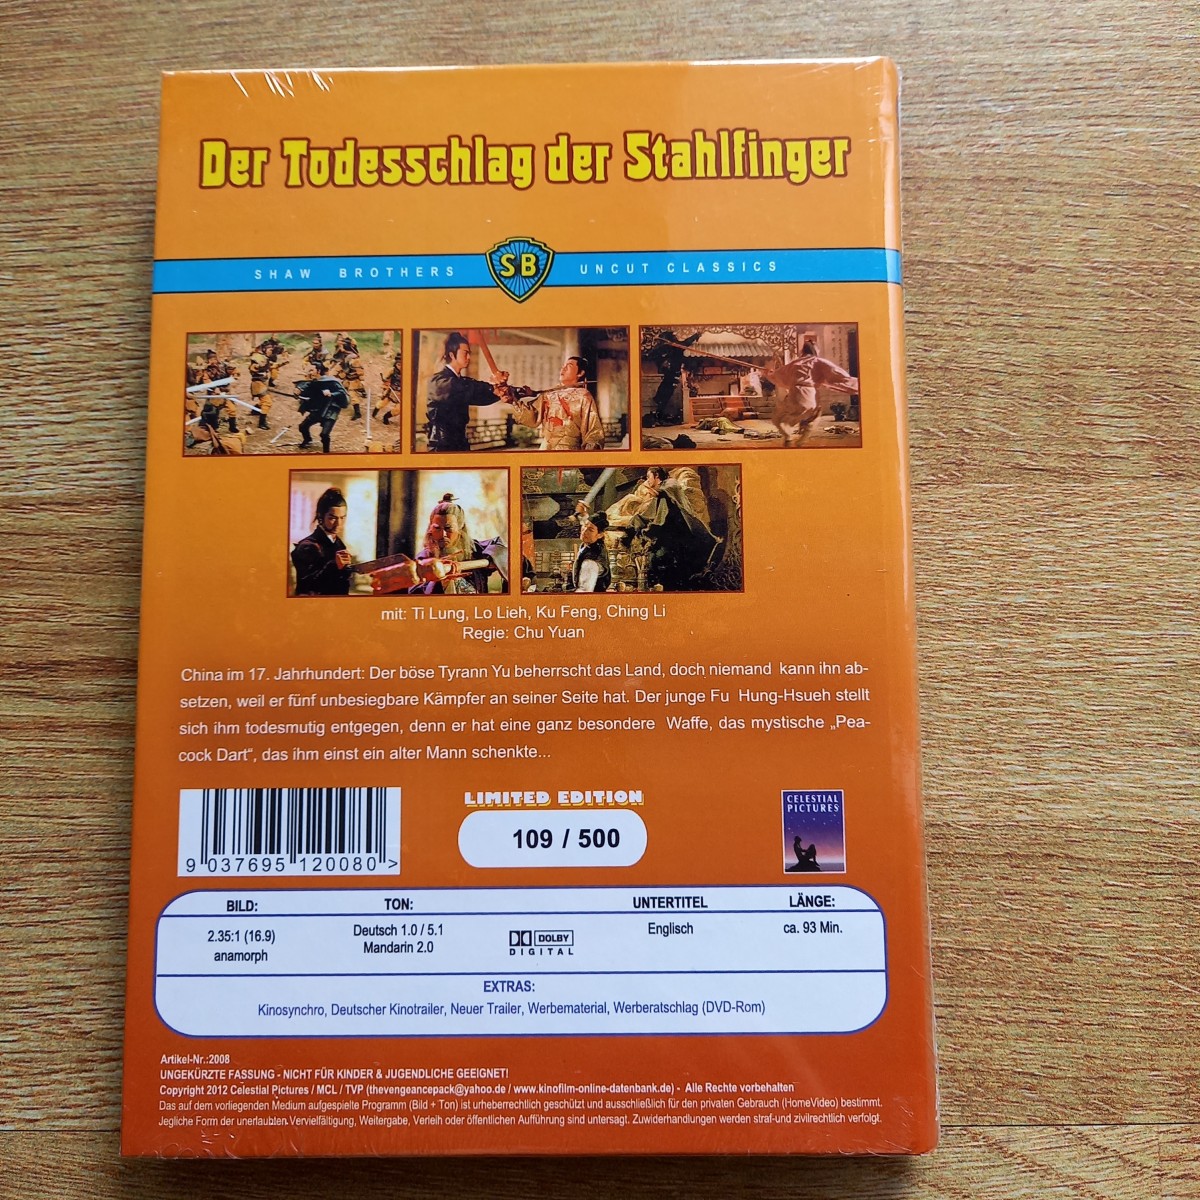 Der Todesschlag der Stahlfinger
SHAW BROTHERS SB UNCUT CLASSICS
mit: Ti Lung, Lo Lieh, Ku Feng, Ching Li
Regie: Chu Yuan
China im 17. Jahrhundert: Der böse Tyrann Yu beherrscht das Land, doch niemand kann ihn ab-
setzen, weil er fünf unbesiegbare Kämpfer an seiner Seite hat. Der junge Fu Hung-Hsueh stellt
sich ihm todesmutig entgegen, denn er hat eine ganz besondere Waffe, das mystische „Pea-
cock Dart“, das ihm einst ein alter Mann schenkte...
LIMITED EDITION
109 / 500
CELESTIAL
PICTURES
9 037695 120080 >
BILD: TON: UNTERTITEL LÄNGE:
2.35:1 (16.9) Deutsch 1.0 / 5.1 DOLBY Englisch ca. 93 Min.
anamorph Mandarin 2.0 DIGITAL
EXTRAS:
Kinosynchro, Deutscher Kinotrailer, Neuer Trailer, Werbematerial, Werberatschlag (DVD-Rom)
Artikel-Nr.:2008
UNGEKÜRZTE FASSUNG - NICHT FÜR KINDER & JUGENDLICHE GEEIGNET!
Copyright 2012 Celestial Pictures / MCL / TVP (thevengeancepack@yahoo.de / www.kinofilm-online-datenbank.de) - Alle Rechte vorbehalten
Das auf dem vorliegenden Medium aufgespielte Programm (Bild + Ton) ist urheberrechtlich geschützt und ausschließlich für den privaten Gebrauch (HomeVideo) bestimmt.
Jegliche Form der unerlaubten Vervielfältigung, Weitergabe, Verleih oder öffentlichen Aufführung sind untersagt. Zuwiderhandlungen werden straf-und zivilrechtlich verfolgt.